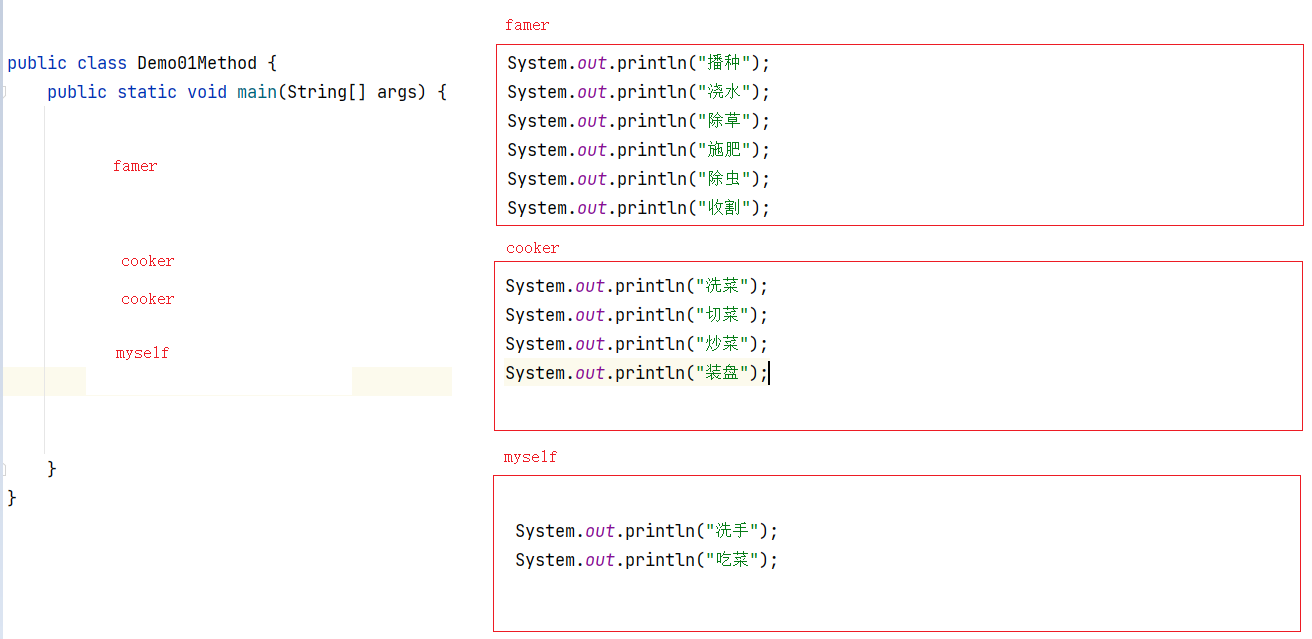 public class Demo01Method {
public static void main(String[] args) {
famer
cooker
cooker
myself
}
}
famer
System.out.println("播种");
System.out.println("浇水");
System.out.println("除草");
System.out.println("施肥");
System.out.println("除虫");
System.out.println("收割");
cooker
System.out.println("洗菜");
System.out.println("切菜");
System.out.println("炒菜");
System.out.println("装盘");
myself
System.out.println("洗手");
System.out.println("吃菜");